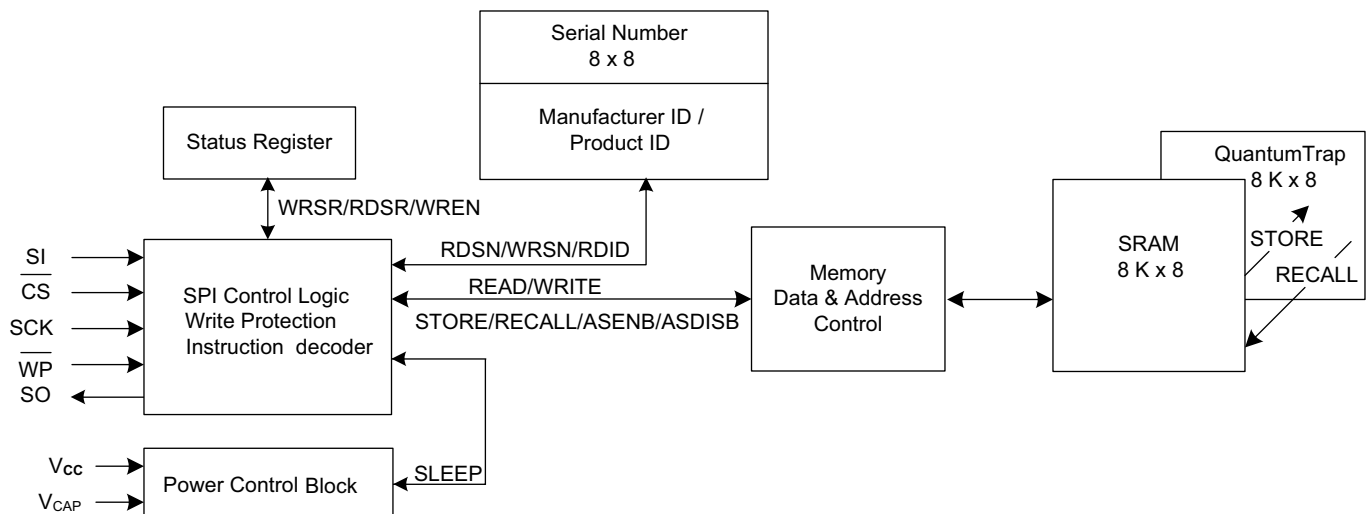 Serial Number
8 x 8
Manufacturer ID /
Product ID
Status Register
QuantumTrap
8 K x 8
WRSR/RDSR/WREN
RDSN/WRSN/RDID
READ/WRITE
STORE/RECALL/ASENB/ASDISB
SI
CS
SCK
WP
SO
SPI Control Logic
Write Protection
Instruction decoder
Memory
Data & Address
Control
SRAM
8 K x 8
STORE
RECALL
SLEEP
VCC
VCAP
Power Control Block